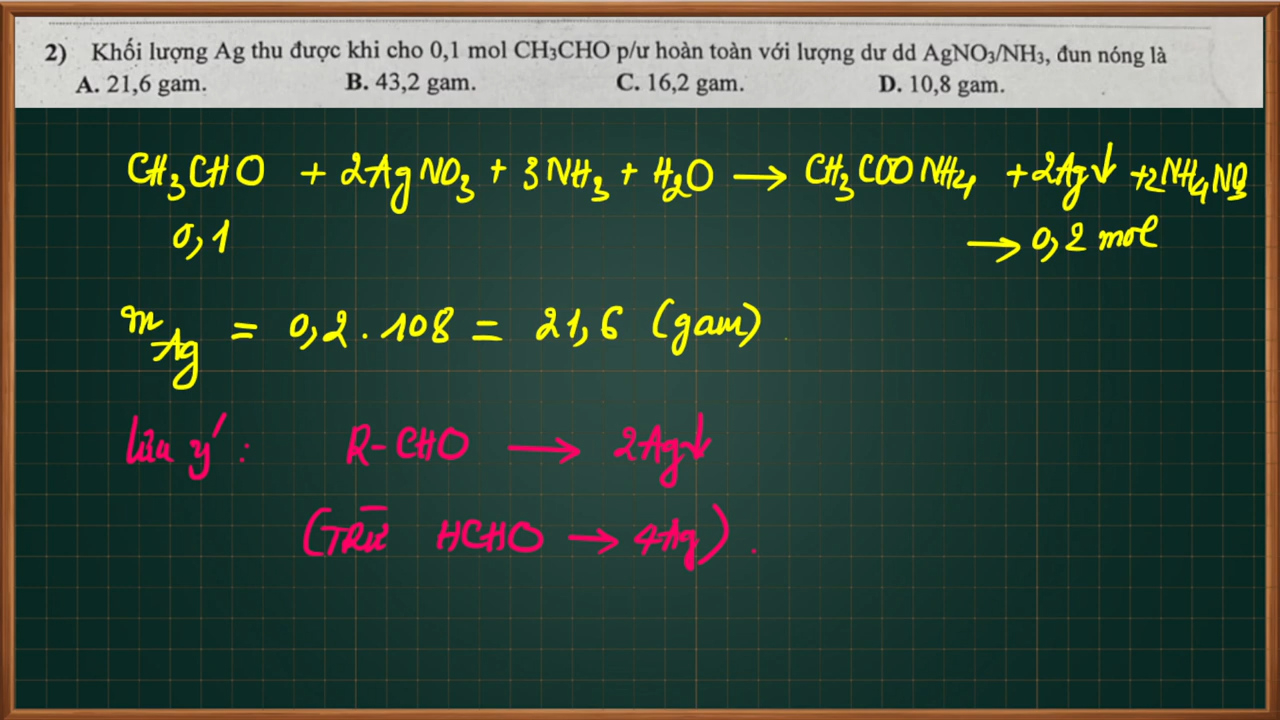 2) Khối lượng Ag thu được khi cho 0,1 mol CH₃CHO p/ư hoàn toàn với lượng dư dd AgNO₃/NH₃, đun nóng là
A. 21,6 gam. B. 43,2 gam. C. 16,2 gam. D. 10,8 gam.
CH₃CHO + 2AgNO₃ + 3NH₃ + H₂O → CH₃COONH₄ + 2Ag↓ + 2NH₄NO₃
0,1 → 0,2 mol
m_Ag = 0,2 . 108 = 21,6 (gam)
Lưu ý: R-CHO → 2Ag↓
(TRỪ HCHO → 4Ag).